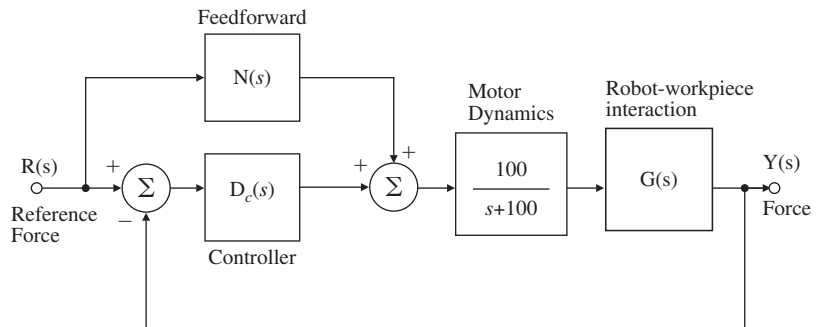 Feedforward
N(s)
+
Motor
Dynamics
Robot-workpiece
interaction
R(s)
+
Σ
−
D_c(s)
+
+
Σ
100
s+100
G(s)
Y(s)
Reference
Force
Controller
Force